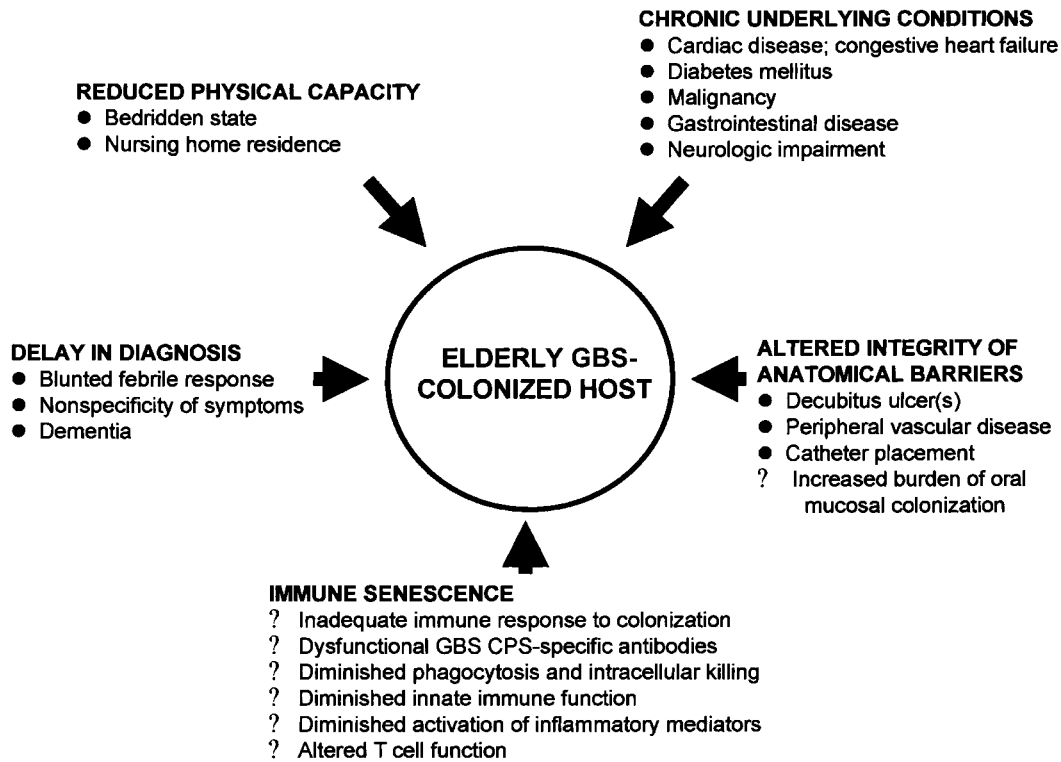 CHRONIC UNDERLYING CONDITIONS
● Cardiac disease; congestive heart failure
● Diabetes mellitus
● Malignancy
● Gastrointestinal disease
● Neurologic impairment
REDUCED PHYSICAL CAPACITY
● Bedridden state
● Nursing home residence
DELAY IN DIAGNOSIS
● Blunted febrile response
● Nonspecificity of symptoms
● Dementia
ELDERLY GBS-
COLONIZED HOST
ALTERED INTEGRITY OF
ANATOMICAL BARRIERS
● Decubitus ulcer(s)
● Peripheral vascular disease
● Catheter placement
? Increased burden of oral
mucosal colonization
IMMUNE SENESCENCE
? Inadequate immune response to colonization
? Dysfunctional GBS CPS-specific antibodies
? Diminished phagocytosis and intracellular killing
? Diminished innate immune function
? Diminished activation of inflammatory mediators
? Altered T cell function